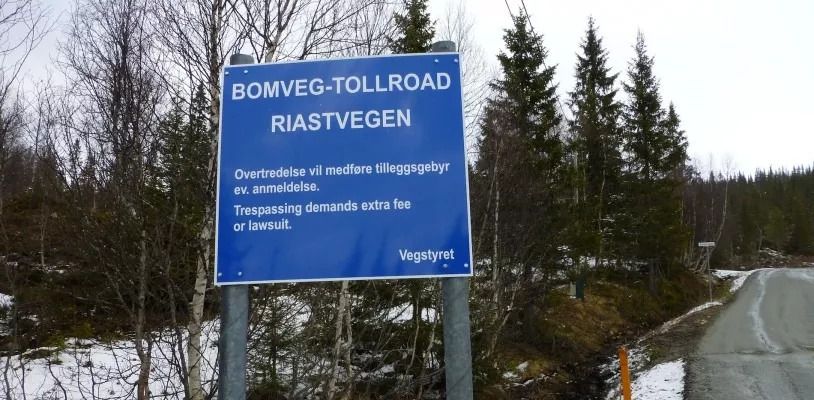 BOMVEG-TOLLROAD
RIASTVEGEN
Overtredelse vil medføre tilleggsgebyr
ev. anmeldelse.
Trespassing demands extra fee
or lawsuit.
Vegstyret